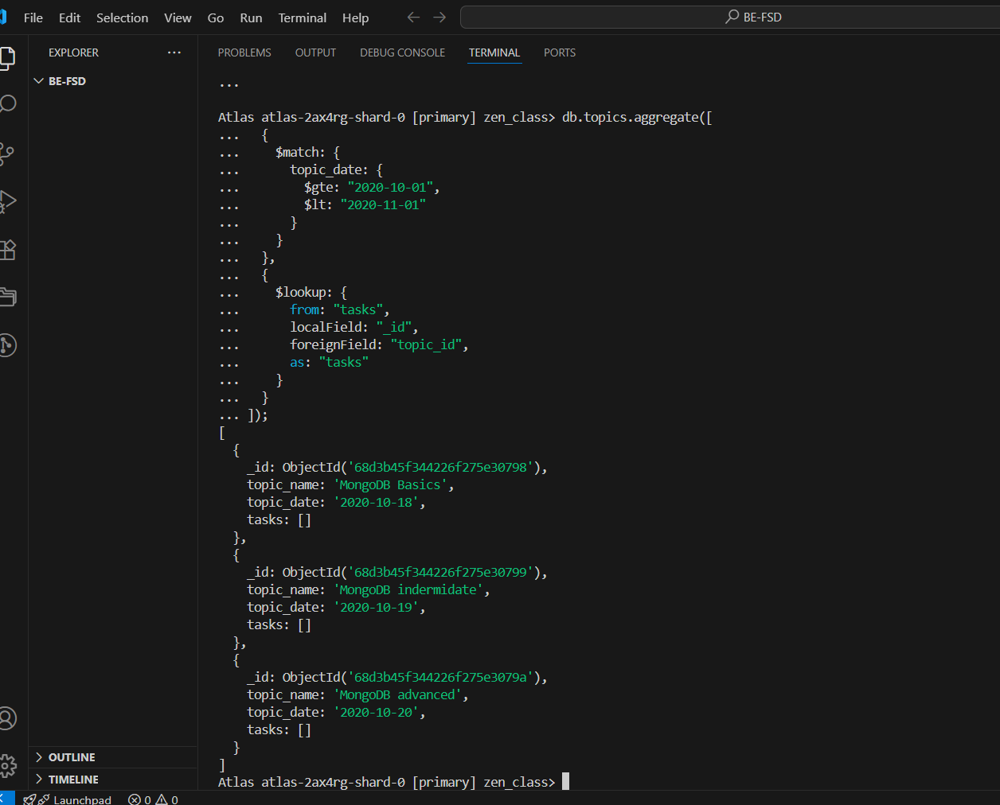 File Edit Selection View Go Run Terminal Help BE-FSD
EXPLORER ... PROBLEMS OUTPUT DEBUG CONSOLE TERMINAL PORTS
BE-FSD
...
Atlas atlas-2ax4rg-shard-0 [primary] zen_class> db.topics.aggregate([
...   {
...     $match: {
...       topic_date: {
...         $gte: "2020-10-01",
...         $lt: "2020-11-01"
...       }
...     }
...   },
...   {
...     $lookup: {
...       from: "tasks",
...       localField: "_id",
...       foreignField: "topic_id",
...       as: "tasks"
...     }
...   }
... ]);
[
  {
    _id: ObjectId('68d3b45f344226f275e30798'),
    topic_name: 'MongoDB Basics',
    topic_date: '2020-10-18',
    tasks: []
  },
  {
    _id: ObjectId('68d3b45f344226f275e30799'),
    topic_name: 'MongoDB indermidate',
    topic_date: '2020-10-19',
    tasks: []
  },
  {
    _id: ObjectId('68d3b45f344226f275e3079a'),
    topic_name: 'MongoDB advanced',
    topic_date: '2020-10-20',
    tasks: []
  }
]
Atlas atlas-2ax4rg-shard-0 [primary] zen_class>
OUTLINE
TIMELINE
Launchpad 0 0